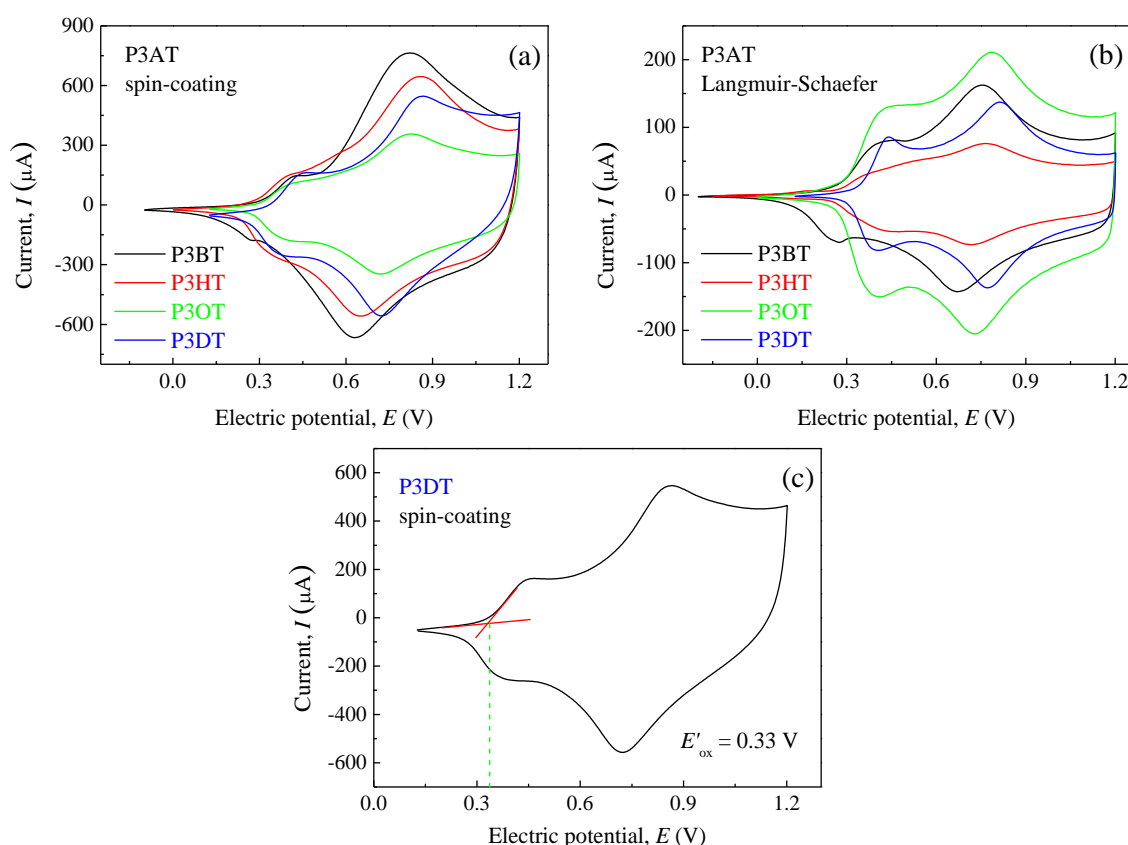 P3AT
spin-coating
(a)
900
600
300
0
-300
-600
Current, I (μA)
P3BT
P3HT
P3OT
P3DT
0.0 0.3 0.6 0.9 1.2
Electric potential, E (V)
P3AT
Langmuir-Schaefer
(b)
200
100
0
-100
-200
Current, I (μA)
P3BT
P3HT
P3OT
P3DT
0.0 0.3 0.6 0.9 1.2
Electric potential, E (V)
P3DT
spin-coating
(c)
600
400
200
0
-200
-400
-600
Current, I (μA)
E′ox = 0.33 V
0.0 0.3 0.6 0.9 1.2
Electric potential, E (V)